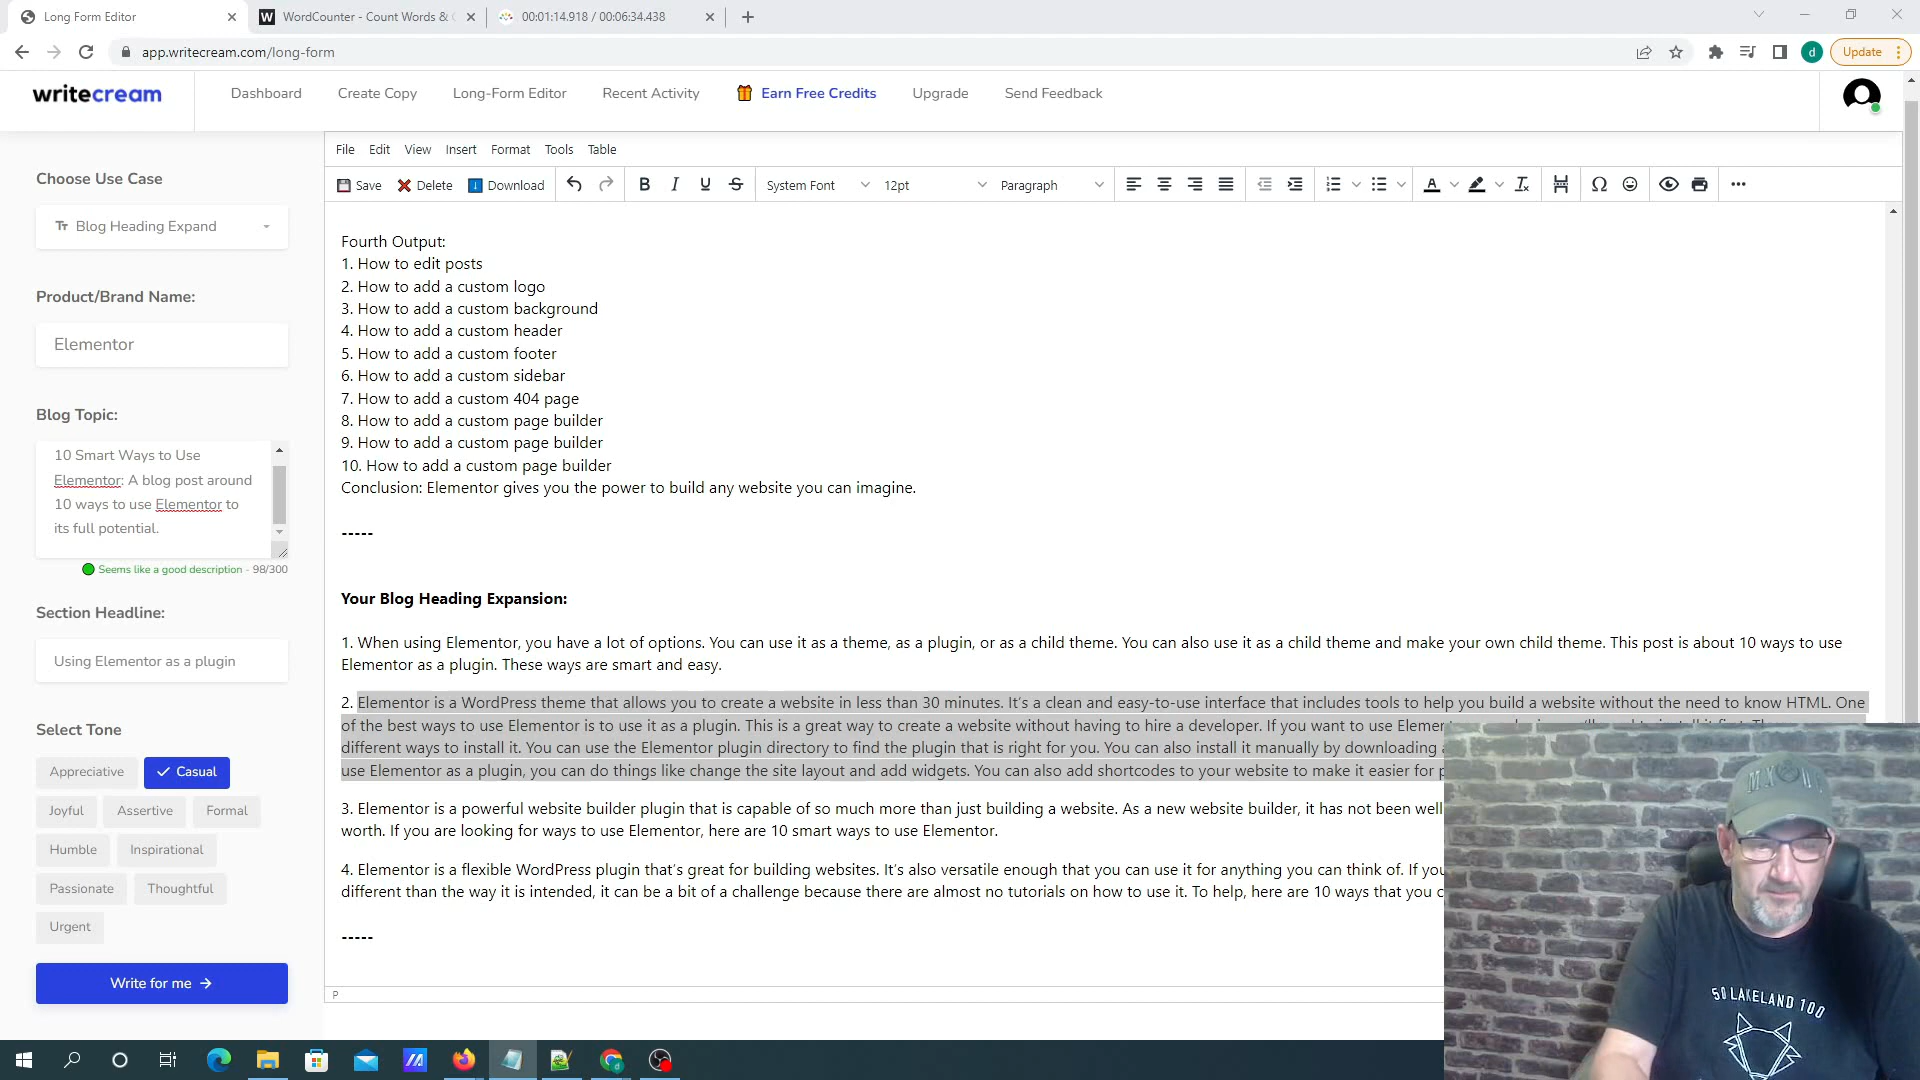 Long Form Editor
WordCounter - Count Words &
00:01:14.918 / 00:06:34.438
app.writecream.com/long-form
d
Update
writecream
Dashboard
Create Copy
Long-Form Editor
Recent Activity
Earn Free Credits
Upgrade
Send Feedback
File Edit View Insert Format Tools Table
Save Delete Download B I U S System Font 12pt Paragraph
Choose Use Case
Blog Heading Expand
Product/Brand Name:
Elementor
Blog Topic:
10 Smart Ways to Use
Elementor: A blog post around
10 ways to use Elementor to
its full potential.
Seems like a good description - 98/300
Section Headline:
Using Elementor as a plugin
Select Tone
Appreciative
Casual
Joyful
Assertive
Formal
Humble
Inspirational
Passionate
Thoughtful
Urgent
Write for me
Fourth Output:
1. How to edit posts
2. How to add a custom logo
3. How to add a custom background
4. How to add a custom header
5. How to add a custom footer
6. How to add a custom sidebar
7. How to add a custom 404 page
8. How to add a custom page builder
9. How to add a custom page builder
10. How to add a custom page builder
Conclusion: Elementor gives you the power to build any website you can imagine.
-----
Your Blog Heading Expansion:
1. When using Elementor, you have a lot of options. You can use it as a theme, as a plugin, or as a child theme. You can also use it as a child theme and make your own child theme. This post is about 10 ways to use
Elementor as a plugin. These ways are smart and easy.
2. Elementor is a WordPress theme that allows you to create a website in less than 30 minutes. It's a clean and easy-to-use interface that includes tools to help you build a website without the need to know HTML. One
of the best ways to use Elementor is to use it as a plugin. This is a great way to create a website without having to hire a developer. If you want to use
different ways to install it. You can use the Elementor plugin directory to find the plugin that is right for you. You can also install it manually by downloading
use Elementor as a plugin, you can do things like change the site layout and add widgets. You can also add shortcodes to your website to make it easier for
3. Elementor is a powerful website builder plugin that is capable of so much more than just building a website. As a new website builder, it has not been well
worth. If you are looking for ways to use Elementor, here are 10 smart ways to use Elementor.
4. Elementor is a flexible WordPress plugin that's great for building websites. It's also versatile enough that you can use it for anything you can think of. If you
different than the way it is intended, it can be a bit of a challenge because there are almost no tutorials on how to use it. To help, here are 10 ways that you
-----
P
50 LAKELAND 100